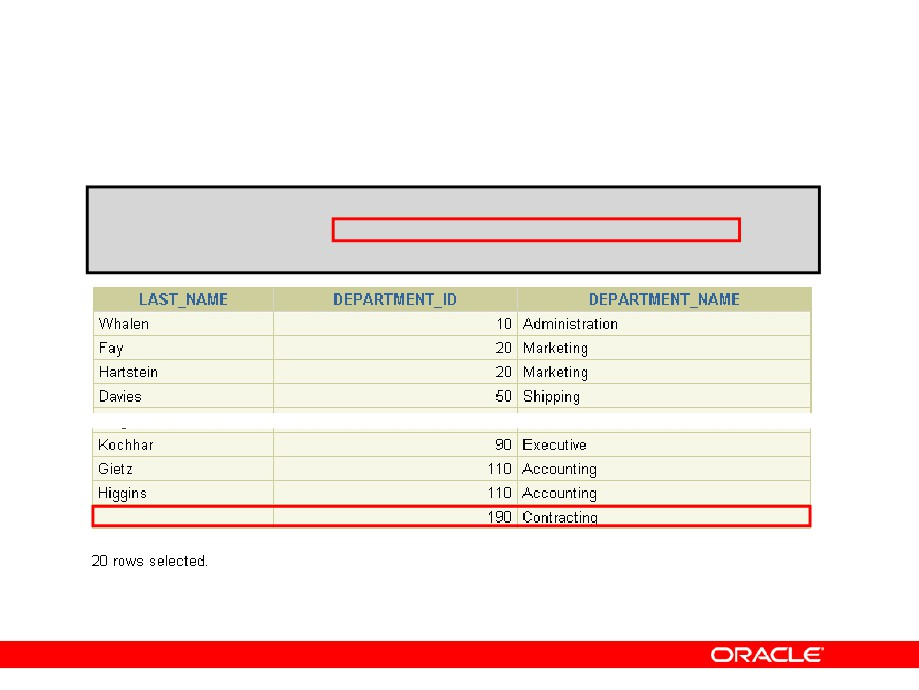 LAST_NAME DEPARTMENT_ID DEPARTMENT_NAME
Whalen 10 Administration
Fay 20 Marketing
Hartstein 20 Marketing
Davies 50 Shipping
Kochhar 90 Executive
Gietz 110 Accounting
Higgins 110 Accounting
190 Contracting
20 rows selected.
ORACLE